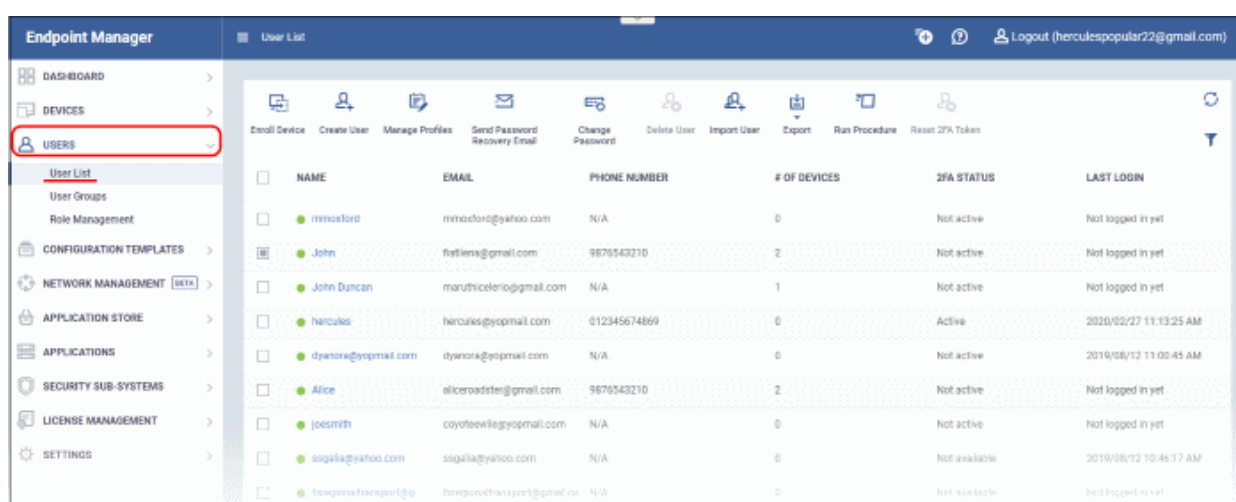 Endpoint Manager
User List
Logout (herculespopular22@gmail.com)
DASHBOARD
DEVICES
USERS
User List
User Groups
Role Management
CONFIGURATION TEMPLATES
NETWORK MANAGEMENT BETA
APPLICATION STORE
APPLICATIONS
SECURITY SUB-SYSTEMS
LICENSE MANAGEMENT
SETTINGS
Enroll Device Create User Manage Profiles Send Password Recovery Email Change Password Delete User Import User Export Run Procedure Reset 2FA Token
NAME EMAIL PHONE NUMBER # OF DEVICES 2FA STATUS LAST LOGIN
mmoxford mmoxford@yahoo.com N/A 0 Not active Not logged in yet
John 9876543210 2 Not active Not logged in yet
John Duncan maruthicelerio@gmail.com N/A 1 Not active Not logged in yet
hercules hercules@yopmail.com 012345674869 0 Active 2020/02/27 11:13:25 AM
dyanora@yopmail.com dyanora@yopmail.com N/A 0 Not active 2019/08/12 11:00:45 AM
Alice aliceroadster@gmail.com 9876543210 2 Not active Not logged in yet
joesmith coyoteewile@yopmail.com N/A 0 Not active Not logged in yet
ssgalia@yahoo.com ssgalia@yahoo.com N/A 0 Not available 2019/08/12 10:46:17 AM
N/A Not available Not logged in yet